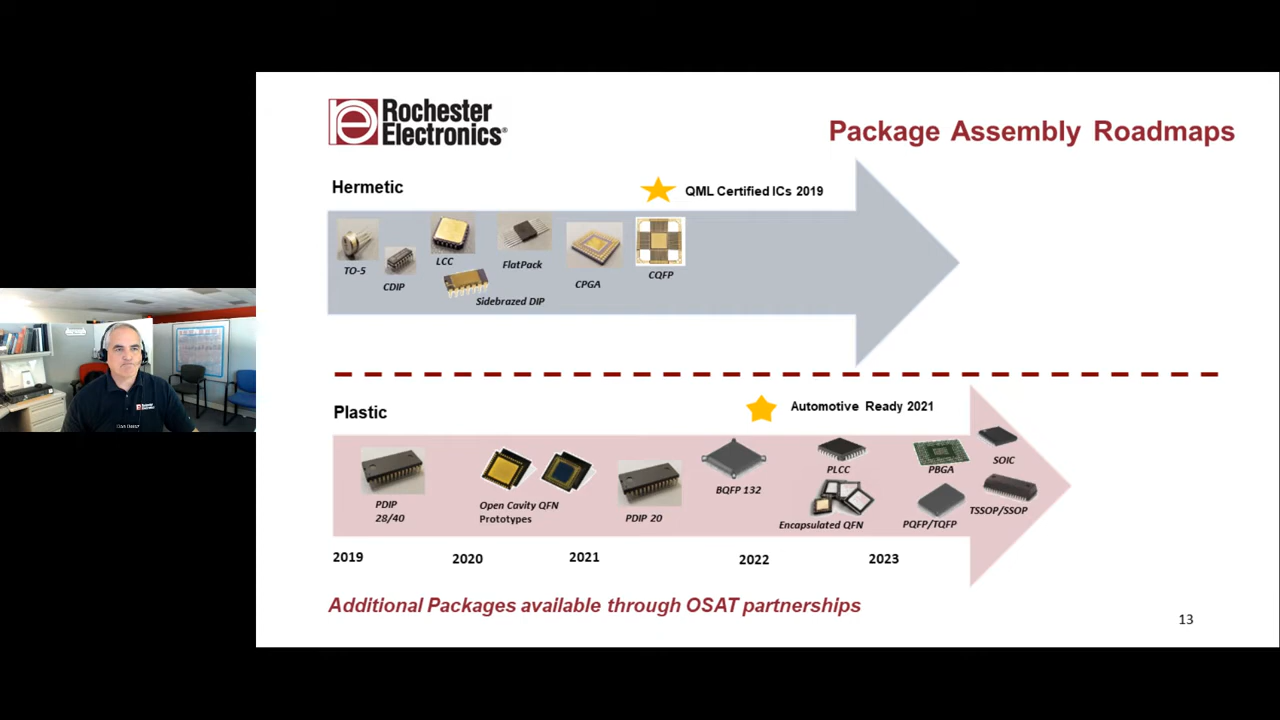 Rochester
Electronics®
Package Assembly Roadmaps
Hermetic
QML Certified ICs 2019
TO-5
CDIP
LCC
Sidebrazed DIP
FlatPack
CPGA
CQFP
Plastic
Automotive Ready 2021
PDIP
28/40
Open Cavity QFN
Prototypes
PDIP 20
BQFP 132
PLCC
Encapsulated QFN
PBGA
PQFP/TQFP
SOIC
TSSOP/SSOP
2019
2020
2021
2022
2023
Additional Packages available through OSAT partnerships
13